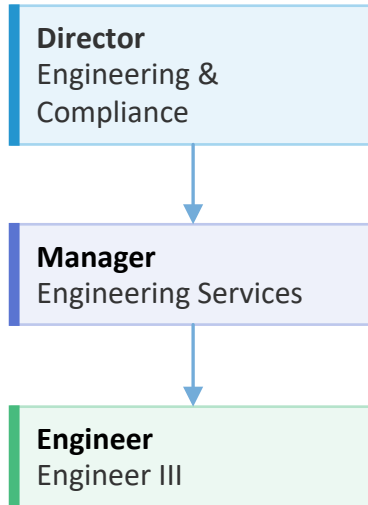 Director
Engineering &
Compliance
Manager
Engineering Services
Engineer
Engineer III